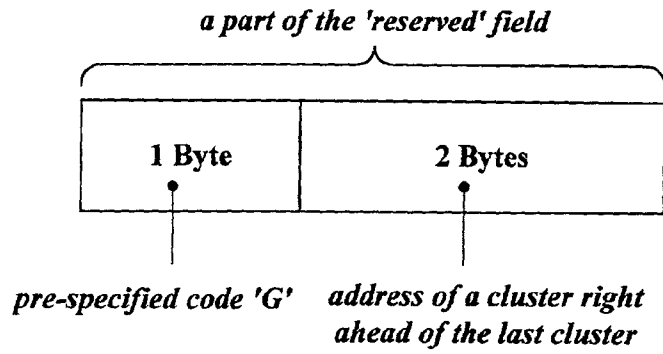 a part of the 'reserved' field
1 Byte 2 Bytes
pre-specified code 'G' address of a cluster right
ahead of the last cluster